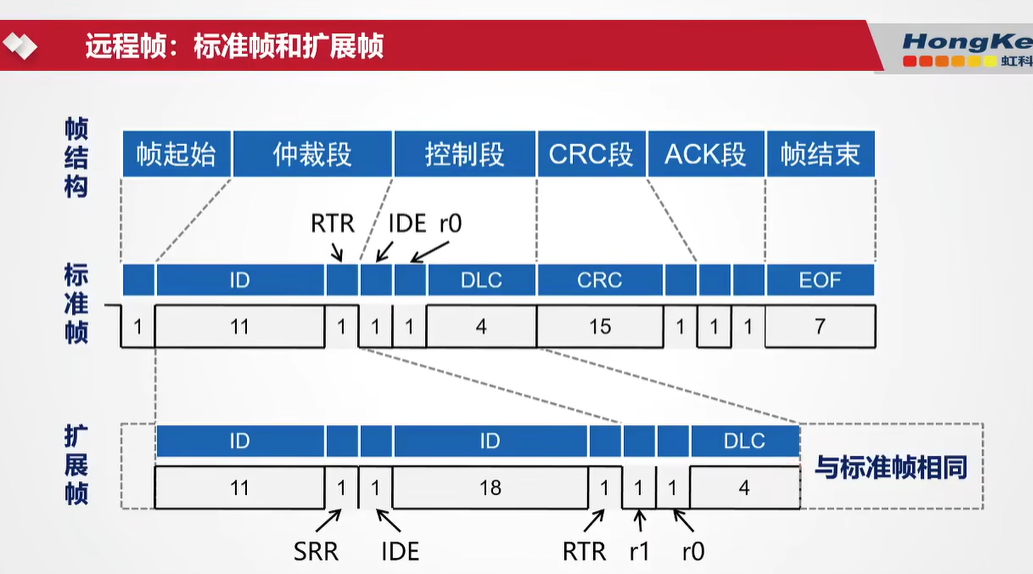 远程帧：标准帧和扩展帧
HongKe
虹科
帧结构
帧起始 仲裁段 控制段 CRC段 ACK段 帧结束
RTR IDE r0
标准帧
ID DLC CRC EOF
1 11 1 1 1 4 15 1 1 1 7
扩展帧
ID ID DLC
与标准帧相同
11 1 1 18 1 1 1 4
SRR IDE RTR r1 r0